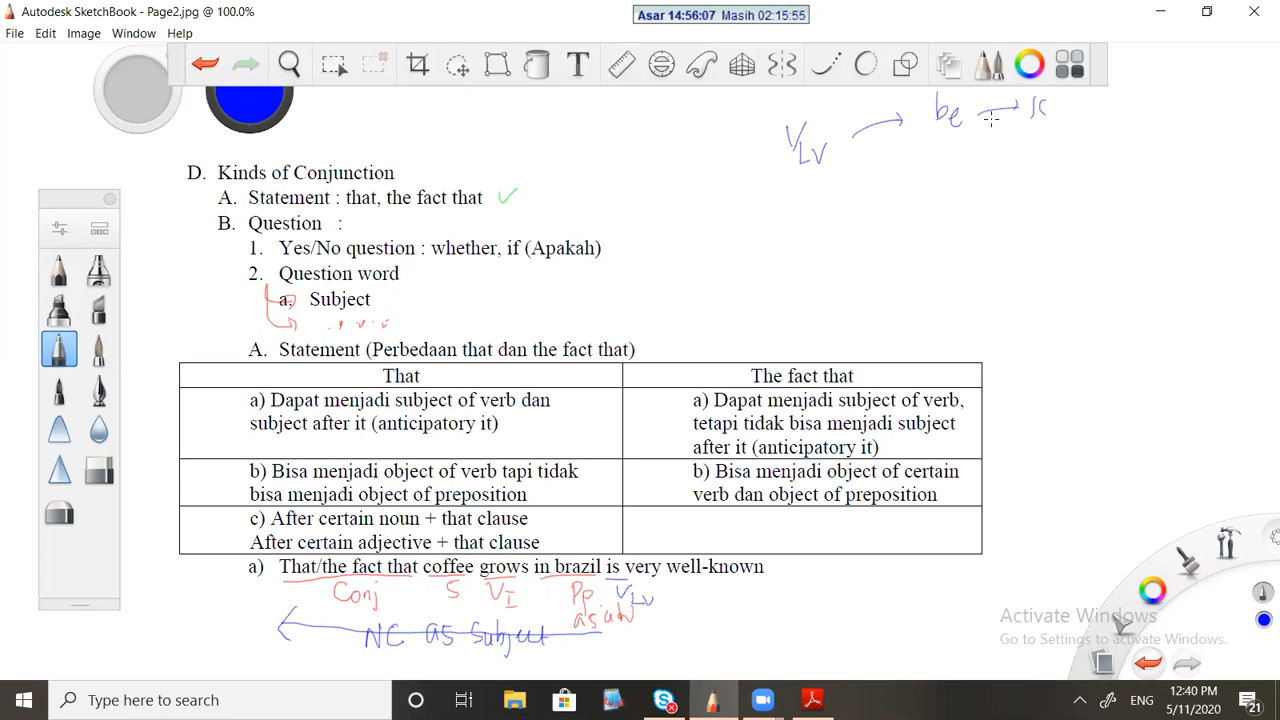 Autodesk SketchBook - Page2.jpg @ 100.0%
Asar 14:56:07 Masih 02:15:55
File Edit Image Window Help
T
be
V/LV
D. Kinds of Conjunction
A. Statement : that, the fact that ✓
B. Question :
1. Yes/No question : whether, if (Apakah)
2. Question word
a. Subject
A. Statement (Perbedaan that dan the fact that)
That The fact that
a) Dapat menjadi subject of verb dan
subject after it (anticipatory it)
a) Dapat menjadi subject of verb,
tetapi tidak bisa menjadi subject
after it (anticipatory it)
b) Bisa menjadi object of verb tapi tidak
bisa menjadi object of preposition
b) Bisa menjadi object of certain
verb dan object of preposition
c) After certain noun + that clause
After certain adjective + that clause
a) That/the fact that coffee grows in brazil is very well-known
Conj S VI Pp VLV
as adv
NC as Subject
Activate Windows
Go to Settings to activate Windows.
Type here to search
ENG
12:40 PM
5/11/2020
21